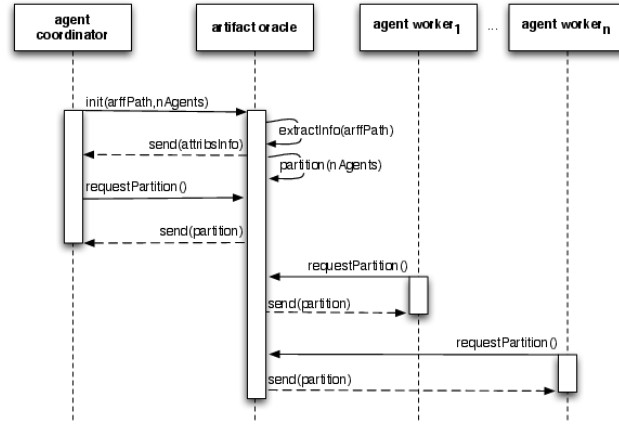 agent
coordinator
artifact oracle
agent worker1
...
agent workern
init(arffPath,nAgents)
extractInfo(arffPath)
send(attribsInfo)
partition(nAgents)
requestPartition()
send(partition)
requestPartition()
send(partition)
requestPartition()
send(partition)